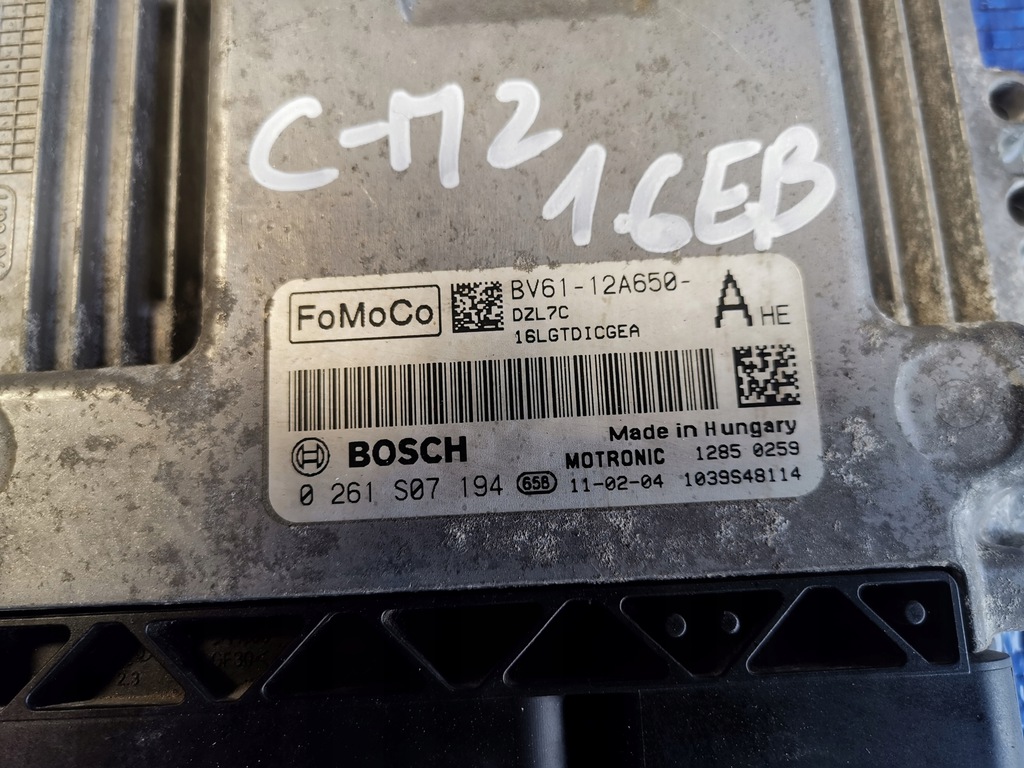 C-M2
1.6EB
FoMoCo
BV61-12A650-
A HE
DZL7C
16LGTDICGEA
Made in Hungary
BOSCH
MOTRONIC 1285 0259
0 261 S07 194 658 11-02-04 1039S48114